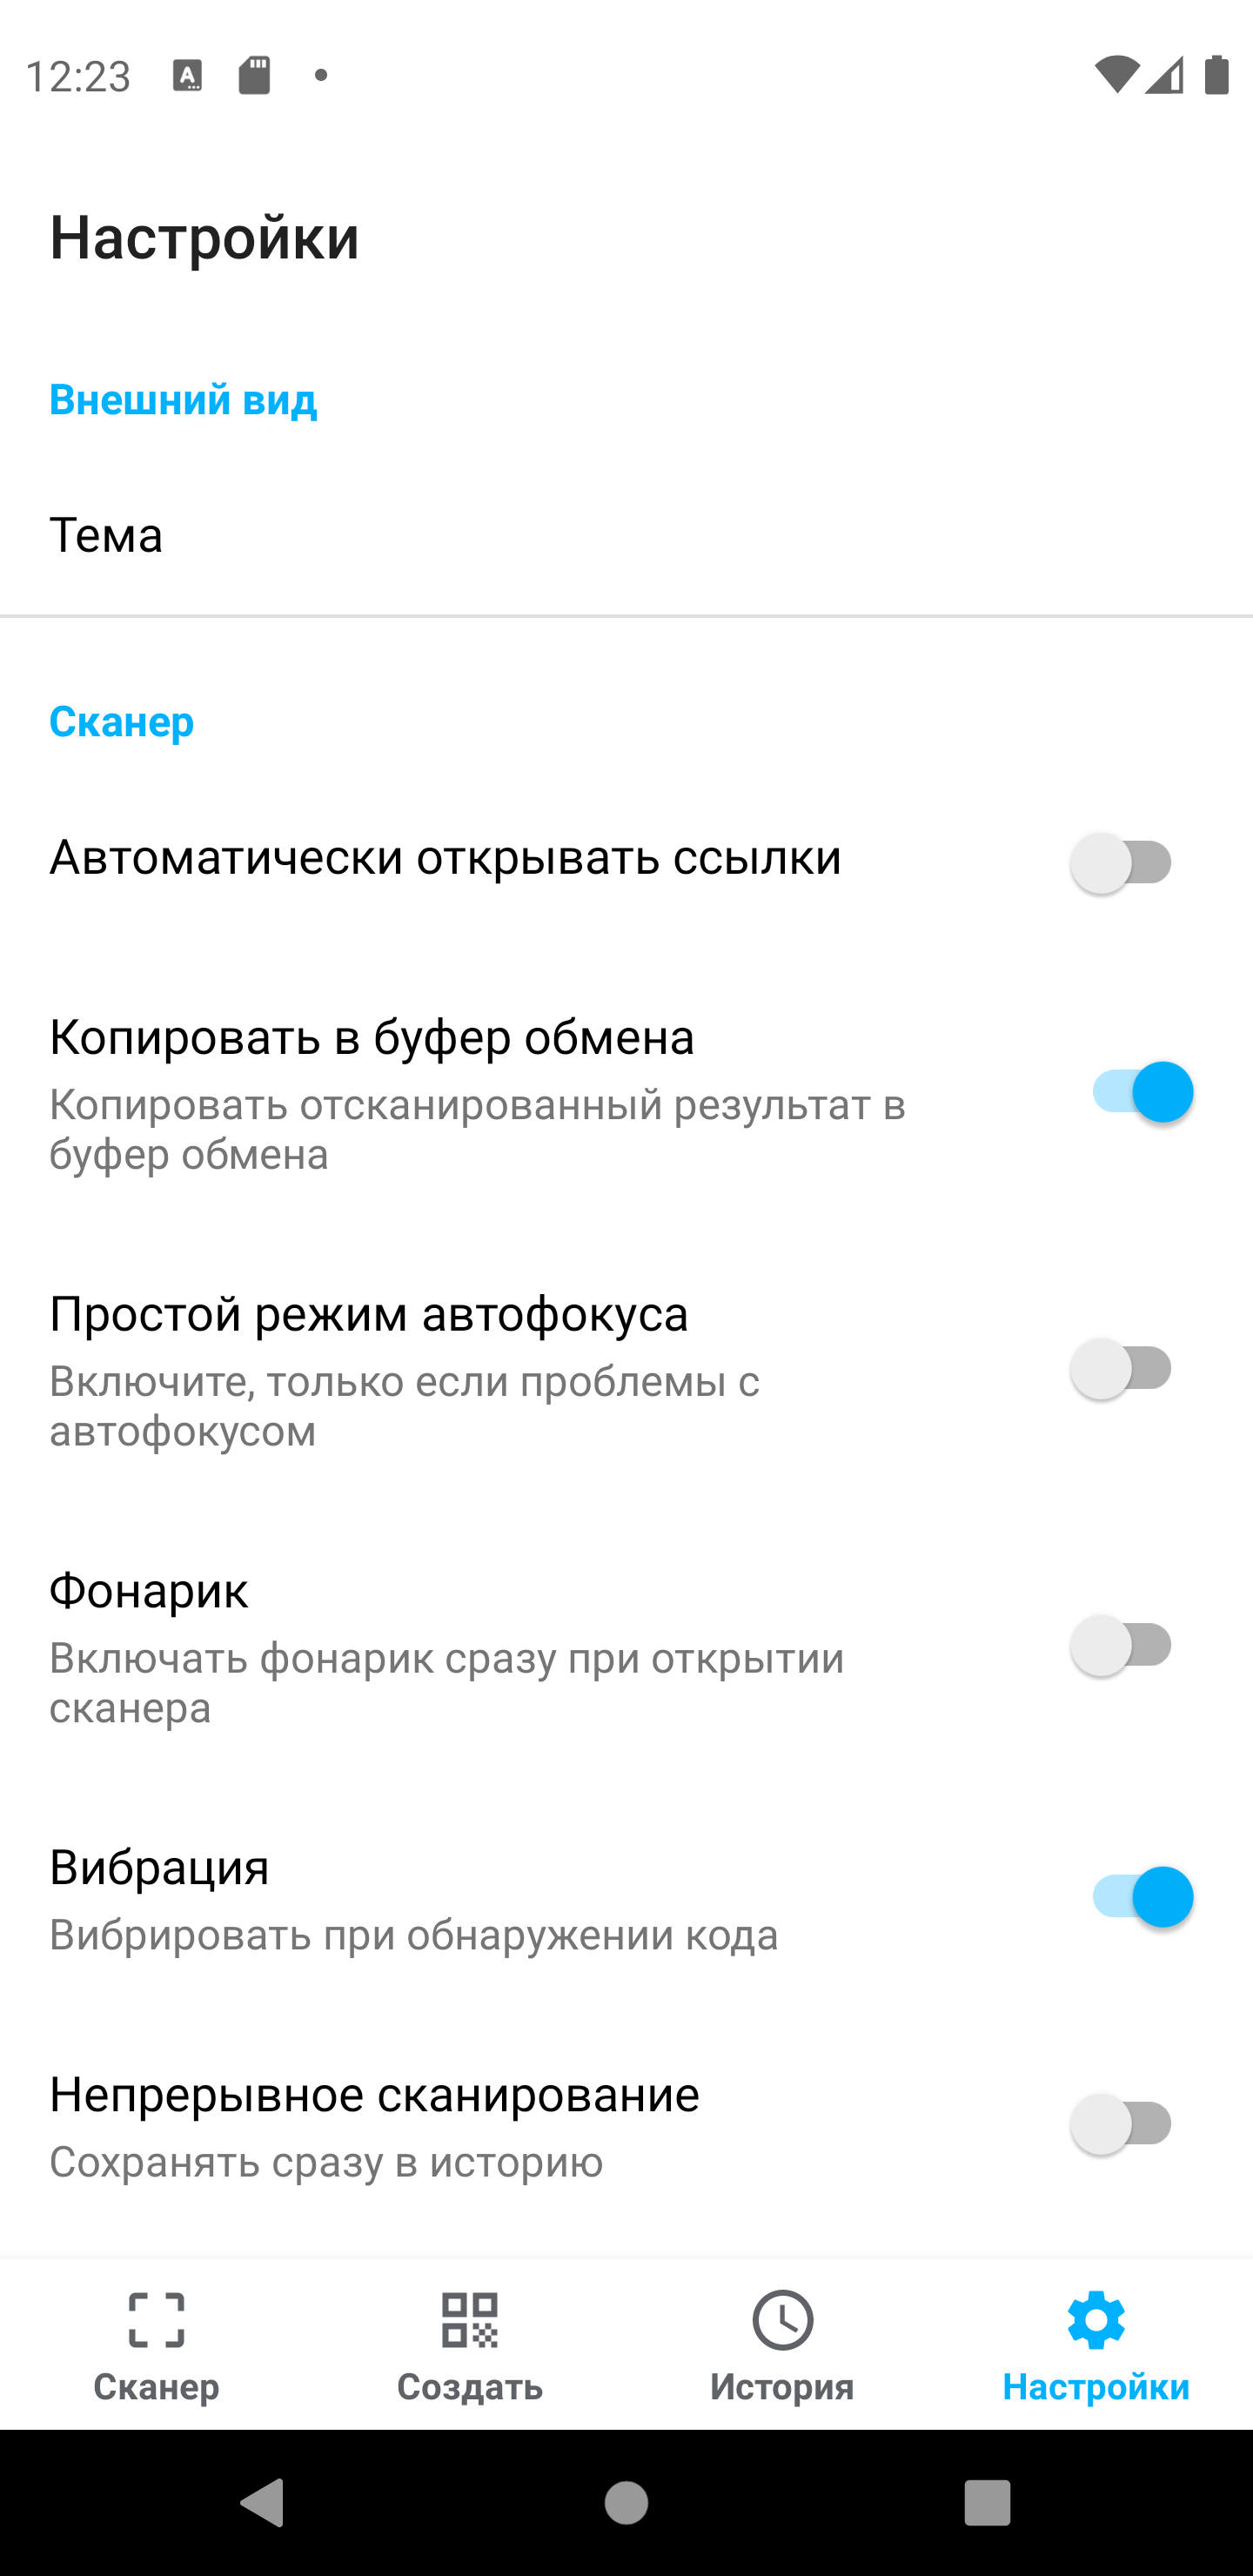 12:23
Настройки
Внешний вид
Тема
Сканер
Автоматически открывать ссылки
Копировать в буфер обмена
Копировать отсканированный результат в
буфер обмена
Простой режим автофокуса
Включите, только если проблемы с
автофокусом
Фонарик
Включать фонарик сразу при открытии
сканера
Вибрация
Вибрировать при обнаружении кода
Непрерывное сканирование
Сохранять сразу в историю
Сканер
Создать
История
Настройки